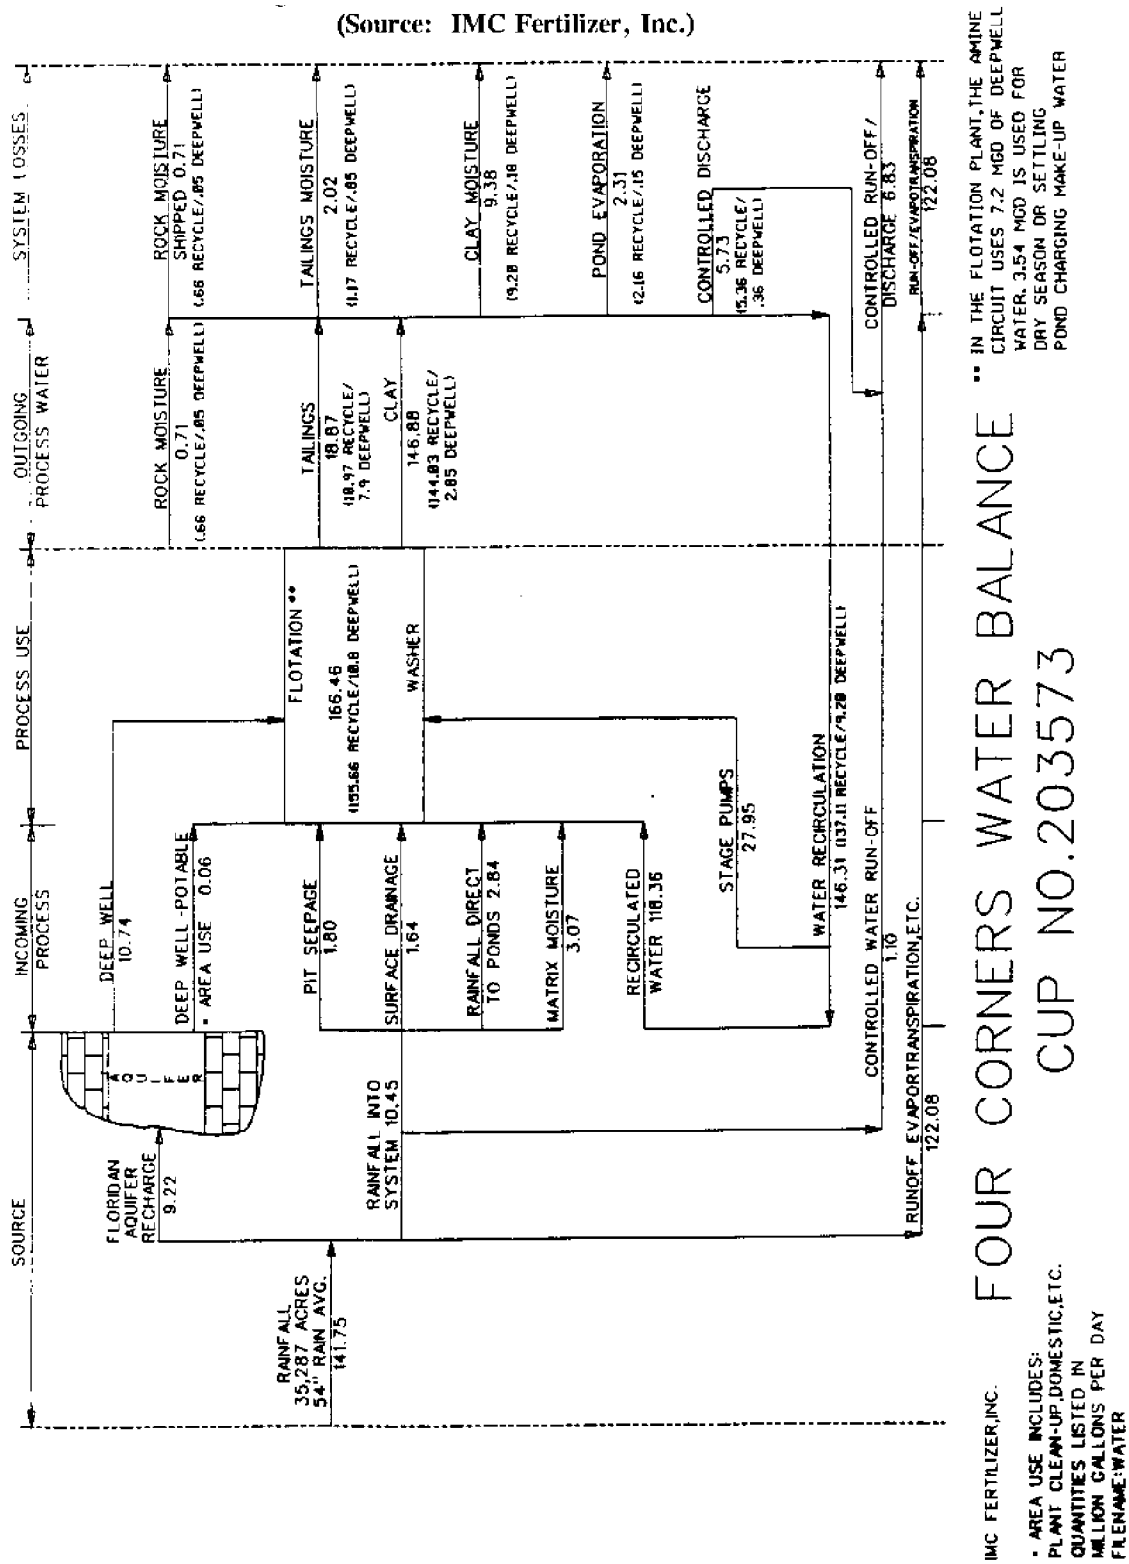 (Source: IMC Fertilizer, Inc.)
SOURCE
INCOMING
PROCESS
PROCESS USE
OUTGOING
PROCESS WATER
SYSTEM LOSSES
RAINFALL
35,287 ACRES
54" RAIN AVG.
141.75
FLORIDAN
AQUIFER
RECHARGE
9.22
AQUIFER
RAINFALL INTO
SYSTEM 10.45
DEEP WELL
10.74
DEEP WELL-POTABLE
* AREA USE 0.06
PIT SEEPAGE
1.80
SURFACE DRAINAGE
1.64
RAINFALL DIRECT
TO PONDS 2.84
MATRIX MOISTURE
3.07
RECIRCULATED
WATER 118.36
STAGE PUMPS
27.95
WATER RECIRCULATION
146.31 (137.11 RECYCLE/9.20 DEEPWELL)
CONTROLLED WATER RUN-OFF
1.10
RUNOFF EVAPORTRANSPIRATION,ETC.
122.08
FLOTATION **
166.46
(155.66 RECYCLE/10.8 DEEPWELL)
WASHER
ROCK MOISTURE
0.71
(.66 RECYCLE/.05 DEEPWELL)
TAILINGS
18.87
(10.97 RECYCLE/
7.9 DEEPWELL)
CLAY
146.88
(144.03 RECYCLE/
2.85 DEEPWELL)
ROCK MOISTURE
SHIPPED 0.71
(.66 RECYCLE/.05 DEEPWELL)
TAILINGS MOISTURE
2.02
(1.17 RECYCLE/.85 DEEPWELL)
CLAY MOISTURE
9.38
(9.20 RECYCLE/.18 DEEPWELL)
POND EVAPORATION
2.31
(2.16 RECYCLE/.15 DEEPWELL)
CONTROLLED DISCHARGE
5.73
(5.36 RECYCLE/
.36 DEEPWELL)
CONTROLLED RUN-OFF/
DISCHARGE 6.83
RUN-OFF/EVAPOTRANSPIRATION
122.08
IMC FERTILIZER,INC.
FOUR CORNERS WATER BALANCE
CUP NO.203573
* AREA USE INCLUDES:
PLANT CLEAN-UP,DOMESTIC,ETC.
QUANTITIES LISTED IN
MILLION GALLONS PER DAY
FILENAME:WATER
** IN THE FLOTATION PLANT,THE AMINE
CIRCUIT USES 7.2 MGD OF DEEPWELL
WATER. 3.54 MGD IS USED FOR
DRY SEASON OR SETTLING
POND CHARGING MAKE-UP WATER